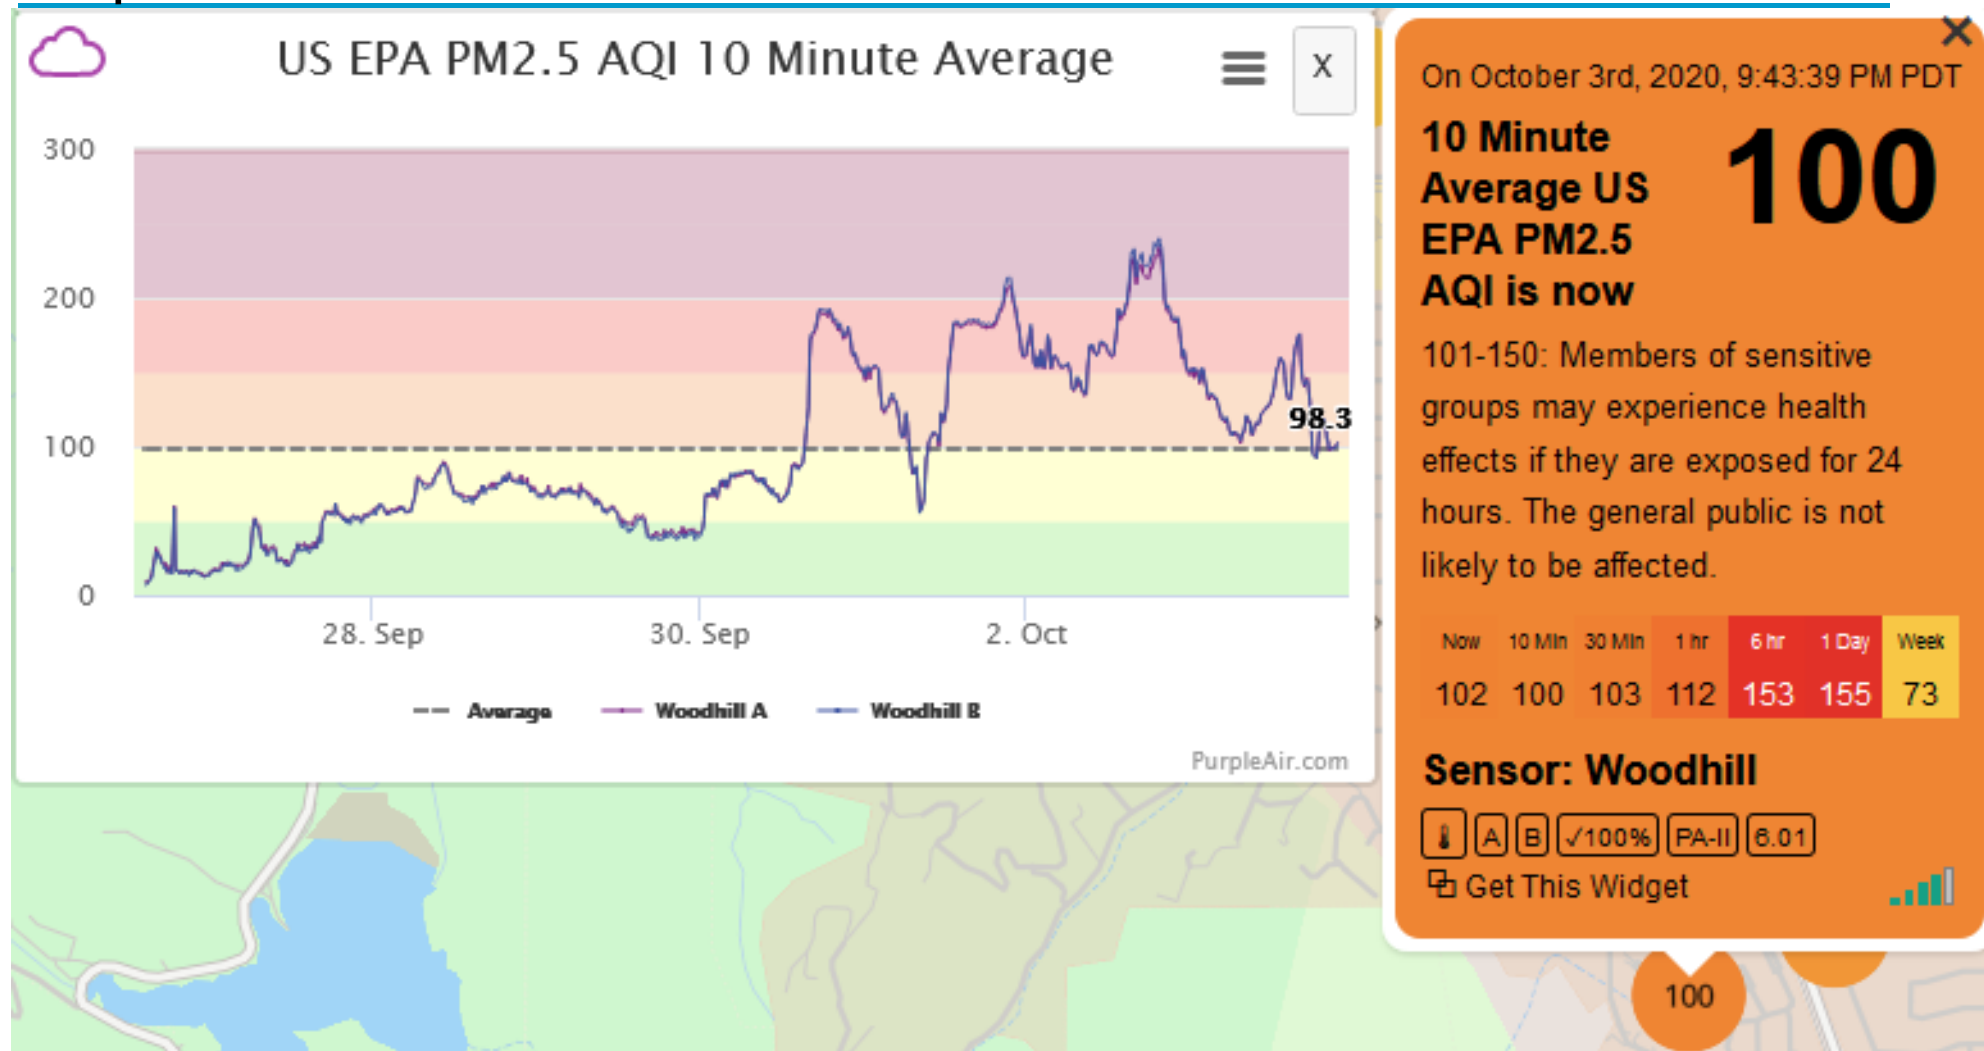 US EPA PM2.5 AQI 10 Minute Average
X
300
200
100
0
98.3
28. Sep
30. Sep
2. Oct
Average
Woodhill A
Woodhill B
PurpleAir.com
On October 3rd, 2020, 9:43:39 PM PDT
10 Minute
Average US
EPA PM2.5
AQI is now
100
101-150: Members of sensitive
groups may experience health
effects if they are exposed for 24
hours. The general public is not
likely to be affected.
Now 10 Min 30 Min 1 hr 6 hr 1 Day Week
102 100 103 112 153 155 73
Sensor: Woodhill
A B ✓100% PA-II 6.01
Get This Widget
100